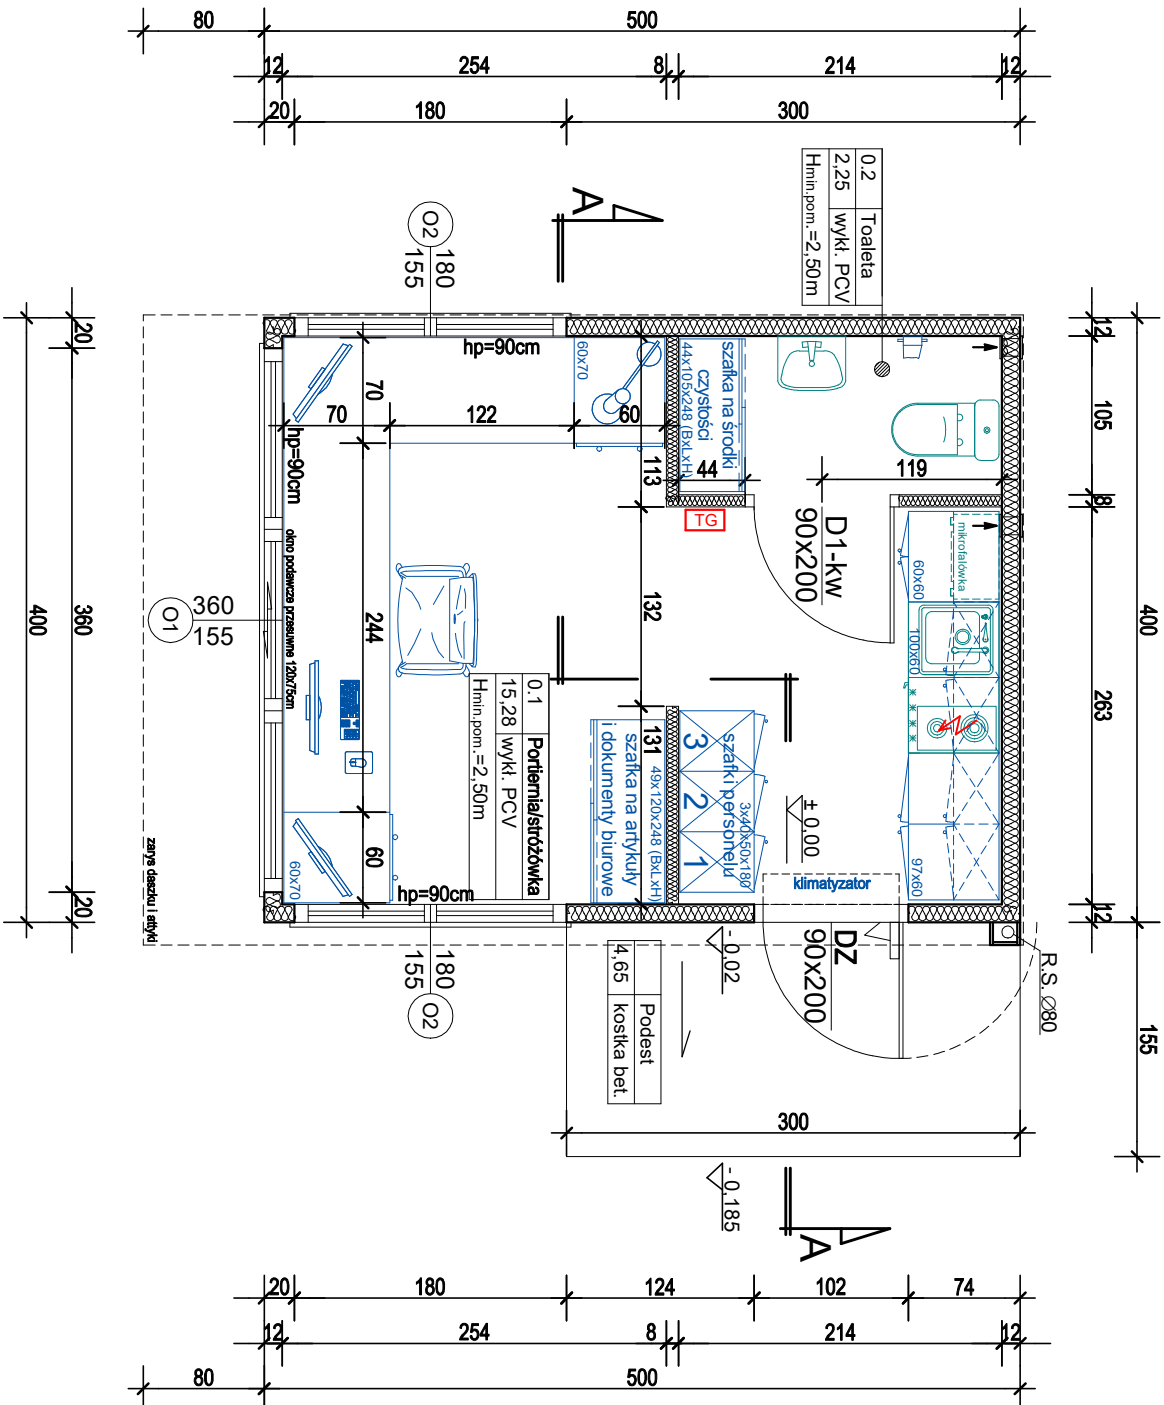 80
500
12
254
8
214
12
20
180
300
A
O2
180
155
0.2 Toaleta
2,25 wykł. PCV
Hmin.pom.=2,50m
20
360
20
400
12
105
8
263
12
400
155
hp=90cm
60x70
szafka na środki
czystości
44x105x248 (BxLxH)
70
70
122
60
113
44
119
hp=90cm
TG
D1-kw
90x200
mikrofalówka
60x60
100x60
97x60
okno podawcze przesuwne 120x75cm
O1
360
155
244
132
0.1 Portiernia/stróżówka
15,28 wykł. PCV
Hmin.pom.=2,50m
131
49x120x248 (BxLxH)
szafka na artykuły
i dokumenty biurowe
szafki personelu
3x40x50x180
3
2
1
± 0,00
klimatyzator
60
60x70
hp=90cm
zarys daszku i attyki
180
155
O2
- 0,02
DZ
90x200
R.S. Ø80
Podest
4,65 kostka bet.
300
- 0,185
A
20
180
124
102
74
12
254
8
214
12
80
500